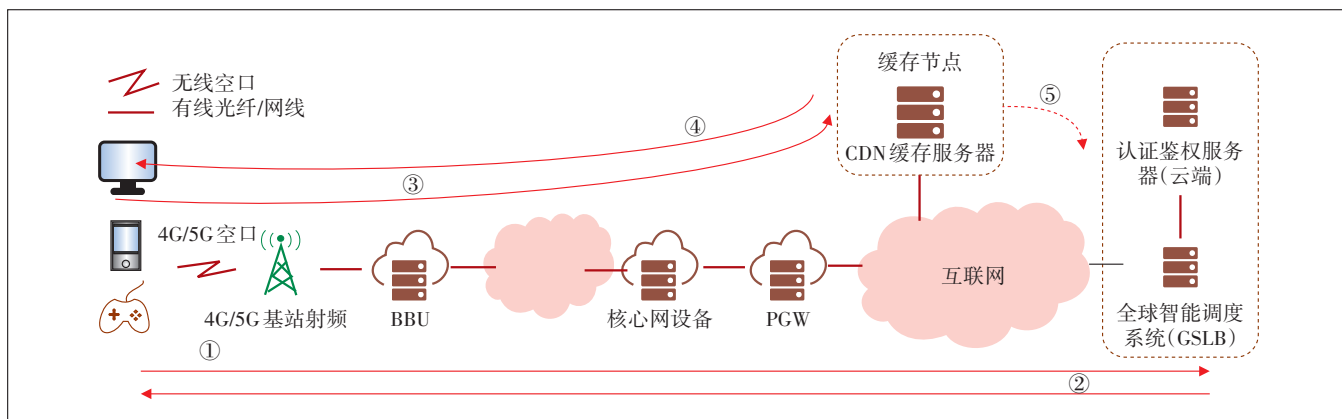 无线空口
有线光纤/网线
缓存节点
CDN缓存服务器
⑤
认证鉴权服务
器(云端)
④
③
4G/5G空口
4G/5G基站射频
BBU
核心网设备
PGW
互联网
全球智能调度
系统(GSLB)
①
②